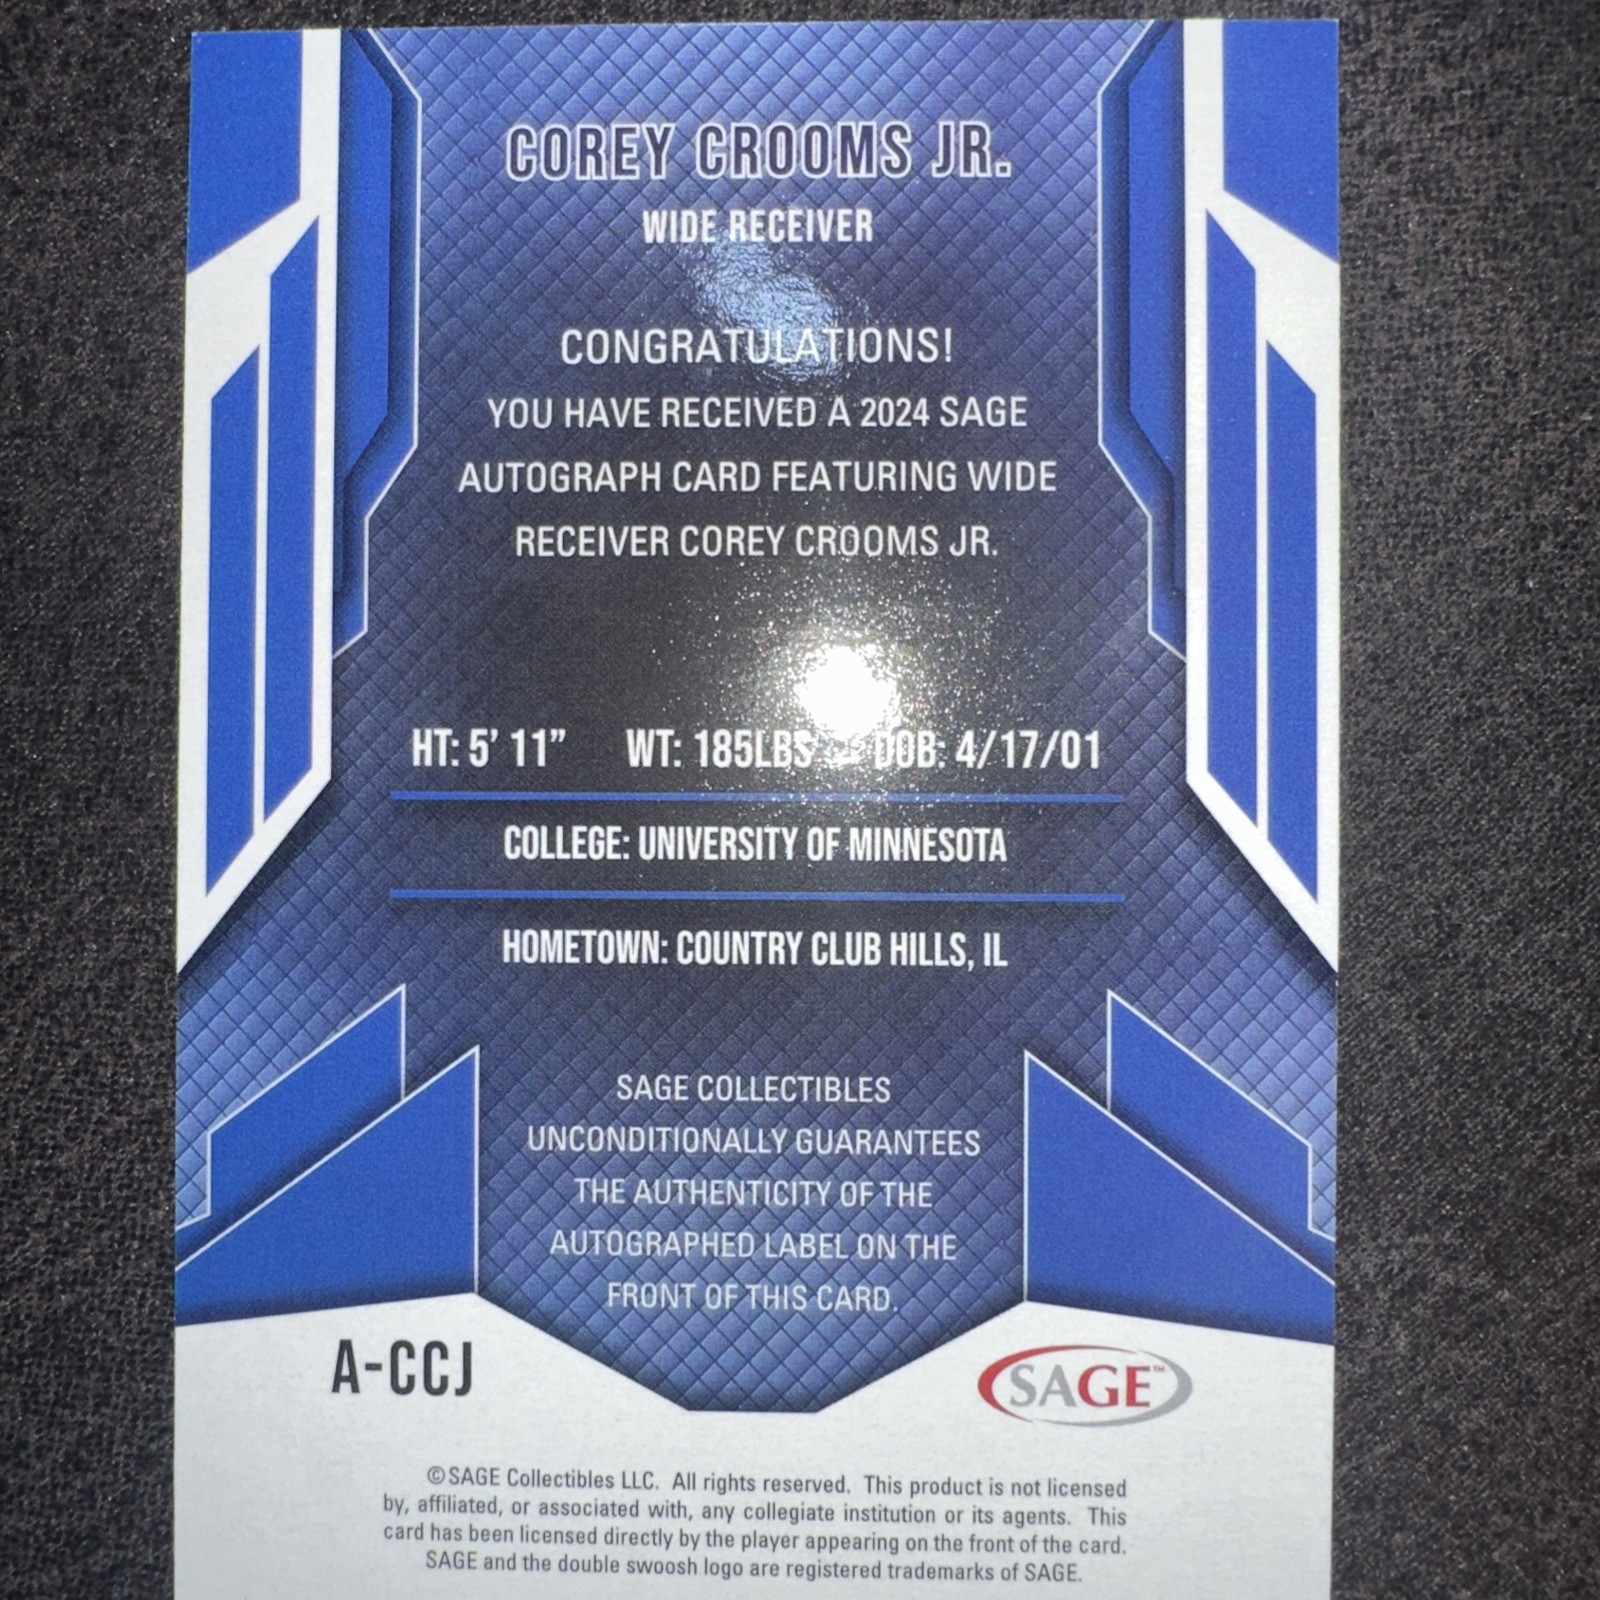 COREY CROOMS JR.
WIDE RECEIVER
CONGRATULATIONS!
YOU HAVE RECEIVED A 2024 SAGE
AUTOGRAPH CARD FEATURING WIDE
RECEIVER COREY CROOMS JR.
HT: 5' 11” WT: 185LBS DOB: 4/17/01
COLLEGE: UNIVERSITY OF MINNESOTA
HOMETOWN: COUNTRY CLUB HILLS, IL
SAGE COLLECTIBLES
UNCONDITIONALLY GUARANTEES
THE AUTHENTICITY OF THE
AUTOGRAPHED LABEL ON THE
FRONT OF THIS CARD.
A-CCJ
SAGE™
©SAGE Collectibles LLC. All rights reserved. This product is not licensed
by, affiliated, or associated with, any collegiate institution or its agents. This
card has been licensed directly by the player appearing on the front of the card.
SAGE and the double swoosh logo are registered trademarks of SAGE.